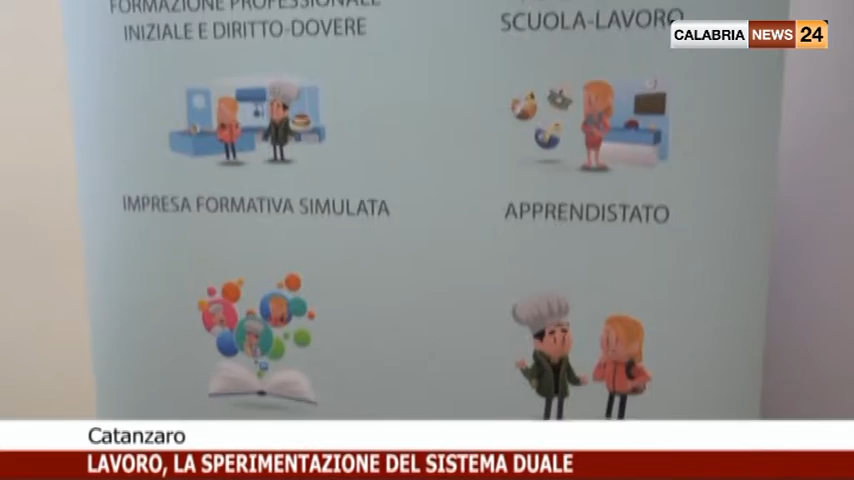 FORMAZIONE PROFESSIONALE
INIZIALE E DIRITTO-DOVERE
SCUOLA-LAVORO
CALABRIA NEWS 24
IMPRESA FORMATIVA SIMULATA
APPRENDISTATO
Catanzaro
LAVORO, LA SPERIMENTAZIONE DEL SISTEMA DUALE